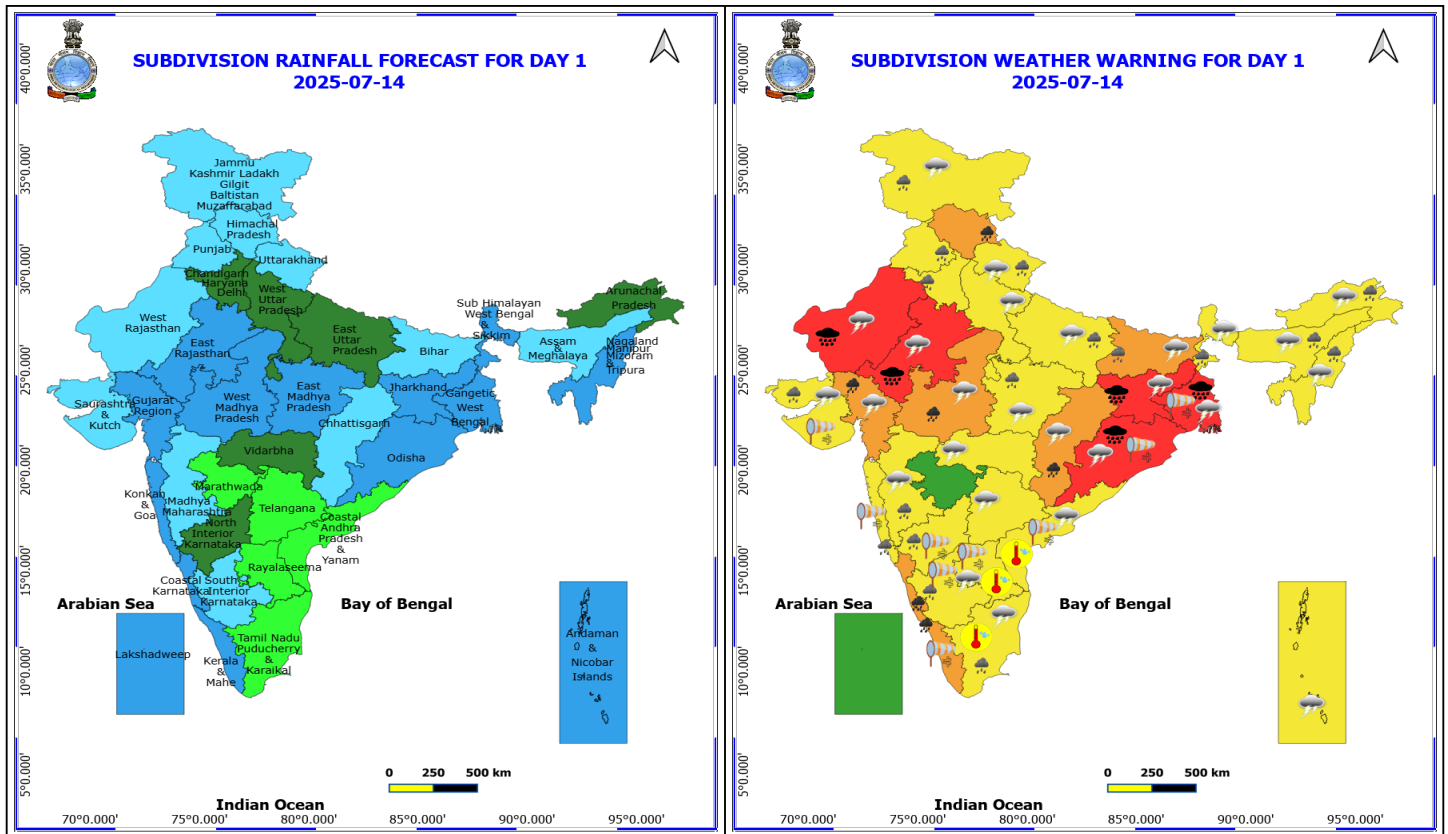 SUBDIVISION RAINFALL FORECAST FOR DAY 1
2025-07-14
40°0.000'
35°0.000'
30°0.000'
25°0.000'
20°0.000'
15°0.000'
10°0.000'
5°0.000'
Jammu
Kashmir Ladakh
Gilgit
Baltistan
Muzaffarabad
Himachal
Pradesh
Punjab
Uttarakhand
Chandigarh
Haryana
Delhi
West
Uttar
Pradesh
Arunachal
Pradesh
West
Rajasthan
East
Rajasthan
East
Uttar
Pradesh
Sub Himalayan
West Bengal
&
Sikkim
Bihar
Assam
&
Meghalaya
Nagaland
Manipur
Mizoram
&
Tripura
Saurashtra
&
Kutch
Gujarat
Region
West
Madhya
Pradesh
East
Madhya
Pradesh
Jharkhand
Gangetic
West
Bengal
Chhattisgarh
Odisha
Vidarbha
Konkan
&
Goa
Marathwada
Madhya
Maharashtra
Telangana
North
Interior
Karnataka
Coastal
Andhra
Pradesh
&
Yanam
Rayalaseema
Coastal
Karnataka
South
Interior
Karnataka
Arabian Sea
Bay of Bengal
Lakshadweep
Kerala
&
Mahe
Tamil Nadu
Puducherry
&
Karaikal
Andaman
&
Nicobar
Islands
0 250 500 km
Indian Ocean
70°0.000' 75°0.000' 80°0.000' 85°0.000' 90°0.000' 95°0.000'
SUBDIVISION WEATHER WARNING FOR DAY 1
2025-07-14
40°0.000'
35°0.000'
30°0.000'
25°0.000'
20°0.000'
15°0.000'
10°0.000'
5°0.000'
Arabian Sea
Bay of Bengal
0 250 500 km
Indian Ocean
70°0.000' 75°0.000' 80°0.000' 85°0.000' 90°0.000' 95°0.000'